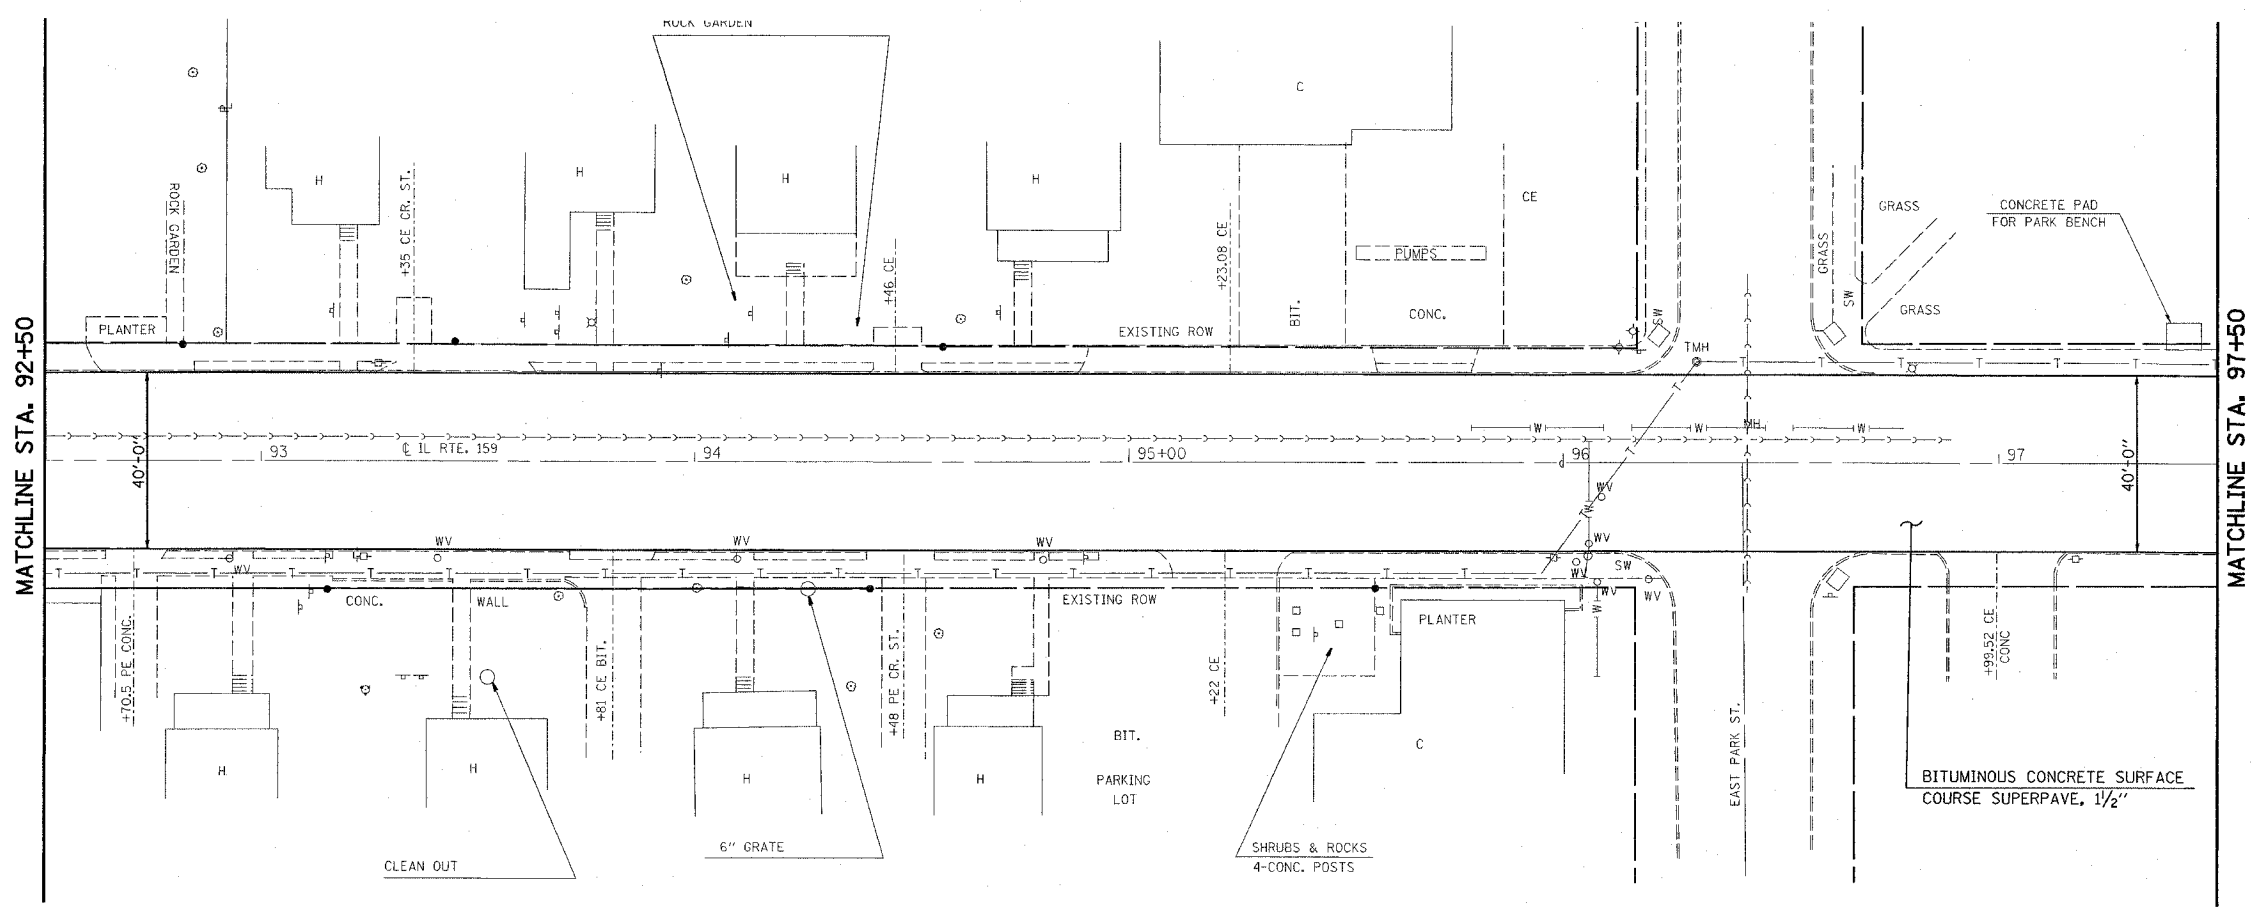 ROCK GARDEN
C
H
H
H
H
ROCK GARDEN
+35 CE CR. ST.
+46 CE
+23.08 CE
CE
PUMPS
BIT.
CONC.
GRASS
GRASS
SW
SW
GRASS
CONCRETE PAD
FOR PARK BENCH
PLANTER
EXISTING ROW
TMH
T T T T T T
MATCHLINE STA. 92+50
MATCHLINE STA. 97+50
40'-0"
40'-0"
93
℄ IL RTE. 159
94
95+00
96
97
W W MH W
T
T
WV
W
WV
WV WV WV
WV
WV
SW
WV
WV
W
T T T T T T T T T T T T T T T T T T T
CONC. WALL
EXISTING ROW
PLANTER
+70.5 PE CONC.
+81 CE BIT.
+48 PE CR. ST.
+22 CE
EAST PARK ST.
+99.52 CE
CONC
H
H
H
H
BIT.
PARKING
LOT
C
CLEAN OUT
6" GRATE
SHRUBS & ROCKS
4-CONC. POSTS
BITUMINOUS CONCRETE SURFACE
COURSE SUPERPAVE, 1½"